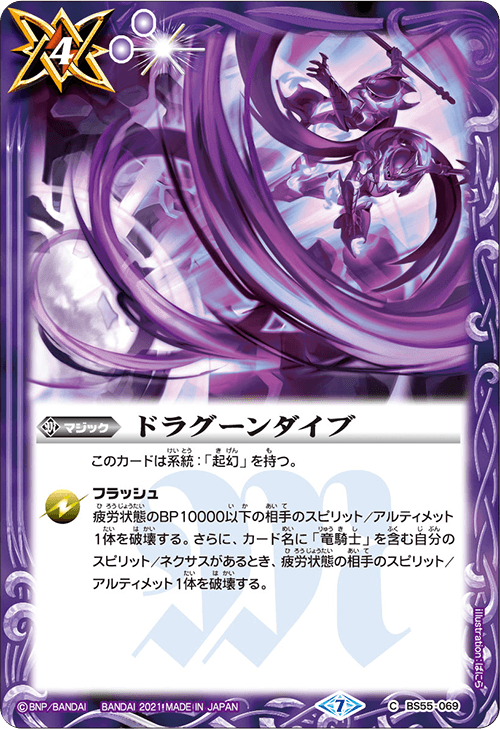 4
マジック ドラグーンダイブ
このカードは系統:「起幻」を持つ。
フラッシュ
疲労状態のBP10000以下の相手のスピリット/アルティメット
1体を破壊する。さらに、カード名に「竜騎士」を含む自分の
スピリット/ネクサスがあるとき、疲労状態の相手のスピリット/
アルティメット1体を破壊する。
illustration:ぱにら
©BNP/BANDAI BANDAI 2021 MADE IN JAPAN 7 C BS55-069